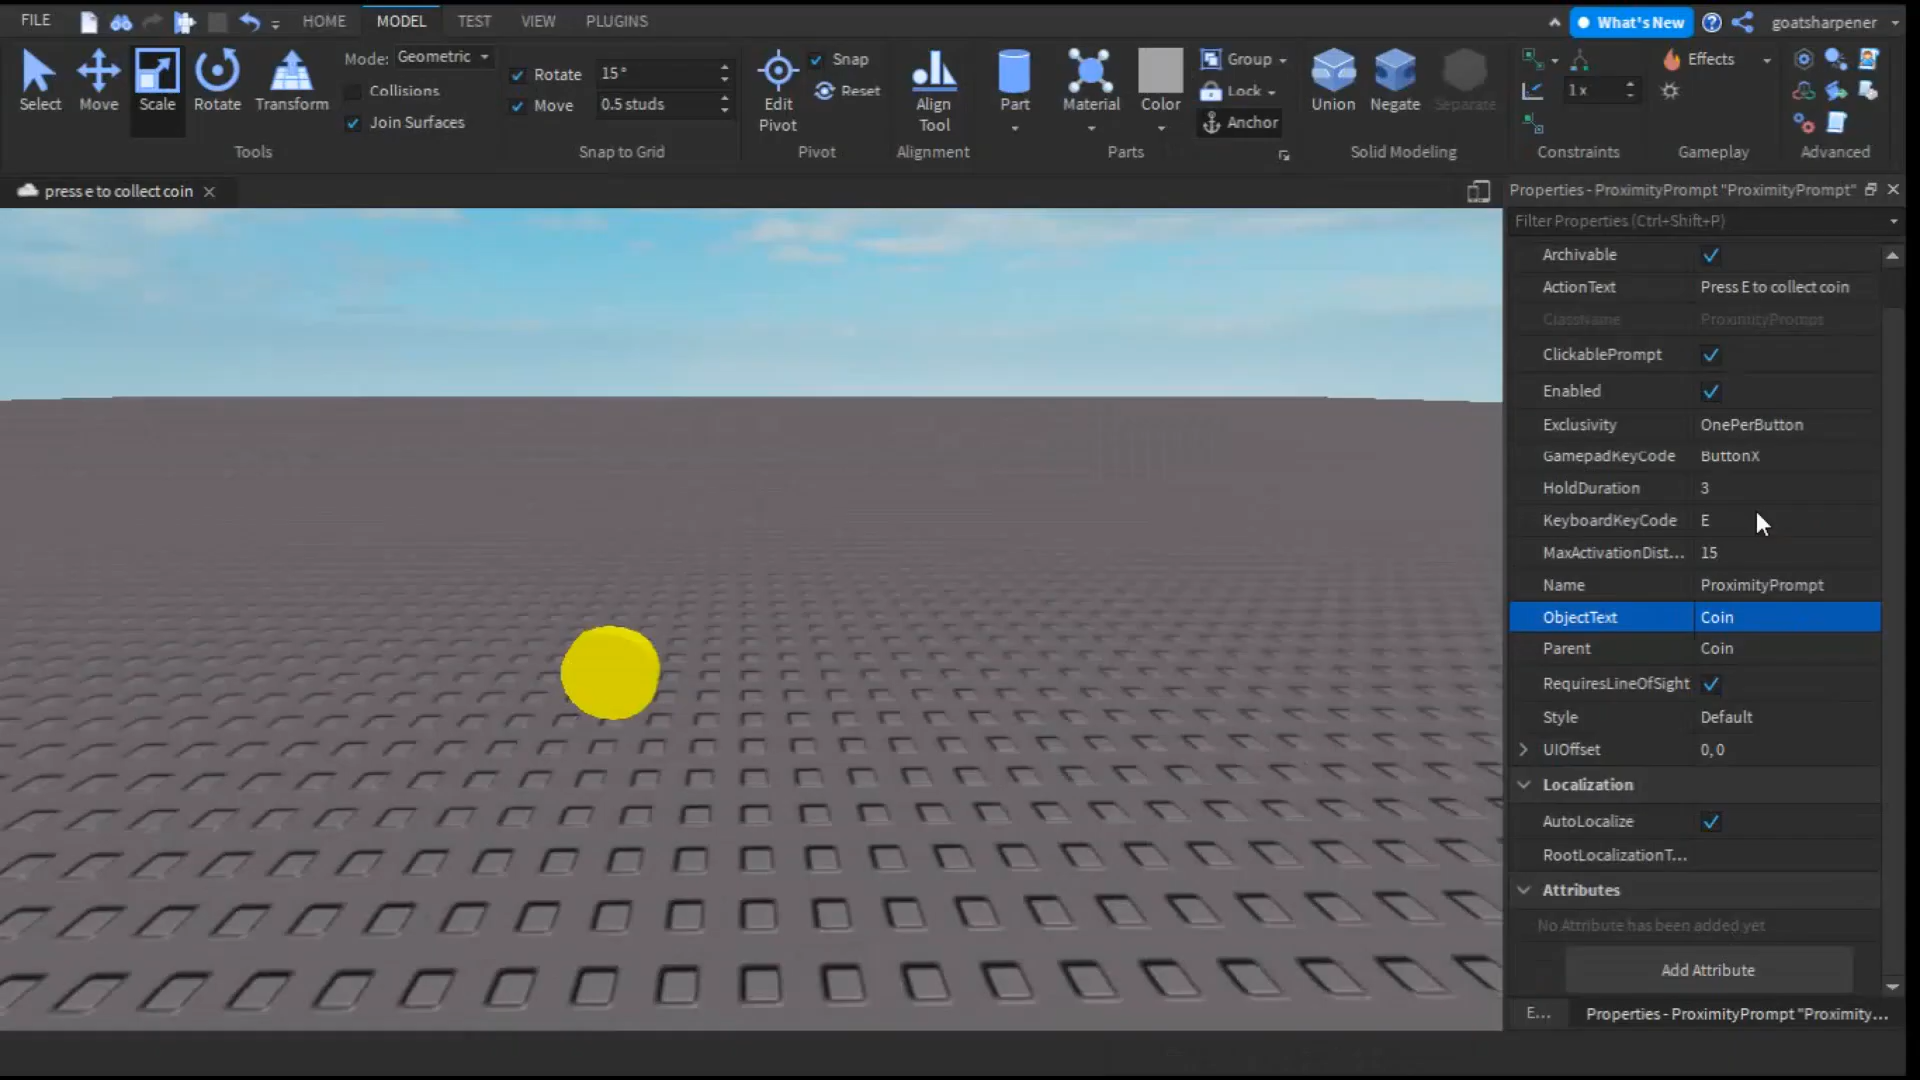 FILE HOME MODEL TEST VIEW PLUGINS What's New goatsharpener
Select Move Scale Rotate Transform
Mode: Geometric
Collisions
Join Surfaces
Tools
Rotate 15°
Move 0.5 studs
Snap to Grid
Edit Pivot
Snap
Reset
Pivot
Align Tool
Alignment
Part Material Color
Group
Lock
Anchor
Parts
Union Negate Separate
Solid Modeling
1x
Constraints
Effects
Gameplay
Advanced
press e to collect coin
Properties - ProximityPrompt "ProximityPrompt"
Filter Properties (Ctrl+Shift+P)
Archivable
ActionText Press E to collect coin
ClassName ProximityPrompt
ClickablePrompt
Enabled
Exclusivity OnePerButton
GamepadKeyCode ButtonX
HoldDuration 3
KeyboardKeyCode E
MaxActivationDist... 15
Name ProximityPrompt
ObjectText Coin
Parent Coin
RequiresLineOfSight
Style Default
UIOffset 0, 0
Localization
AutoLocalize
RootLocalizationT...
Attributes
No Attribute has been added yet
Add Attribute
E... Properties - ProximityPrompt "Proximity...